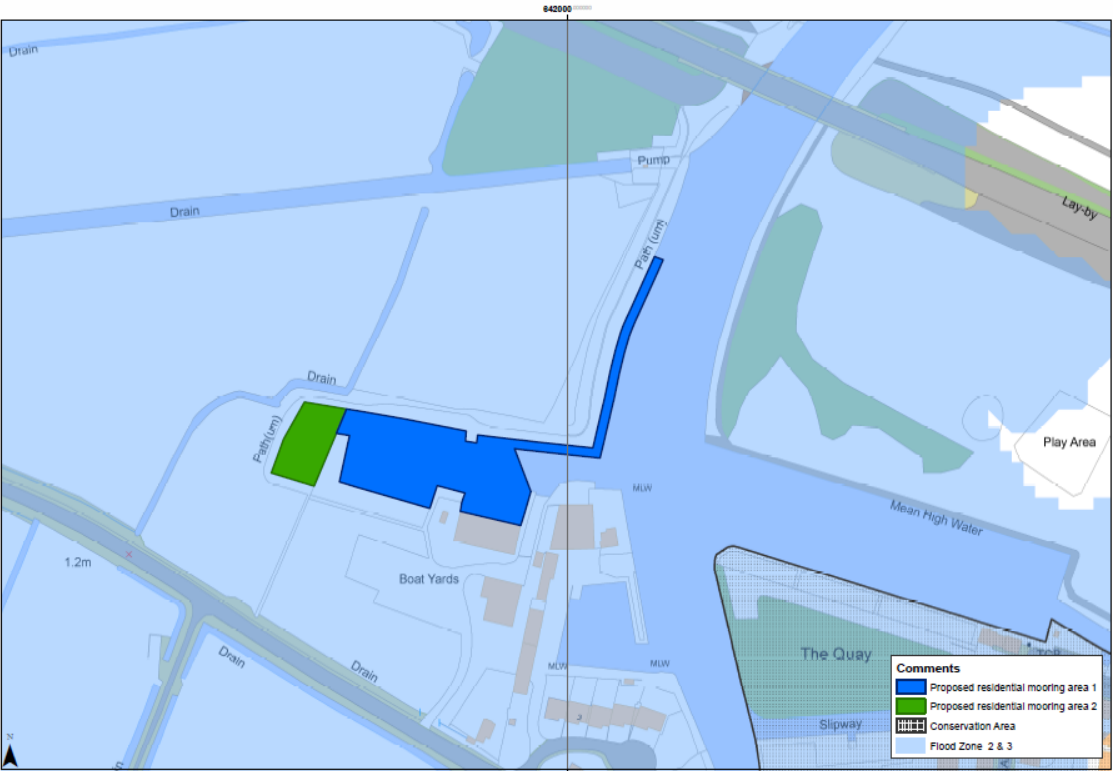 642000
Drain
Pump
Drain
Lay-by
Path (um)
Drain
Path(um)
Play Area
MLW
Mean High Water
1.2m
Boat Yards
The Quay
TCB
Drain
Drain
MLW
MLW
2
Slipway
Comments
Proposed residential mooring area 1
Proposed residential mooring area 2
Conservation Area
Flood Zone 2 & 3
N